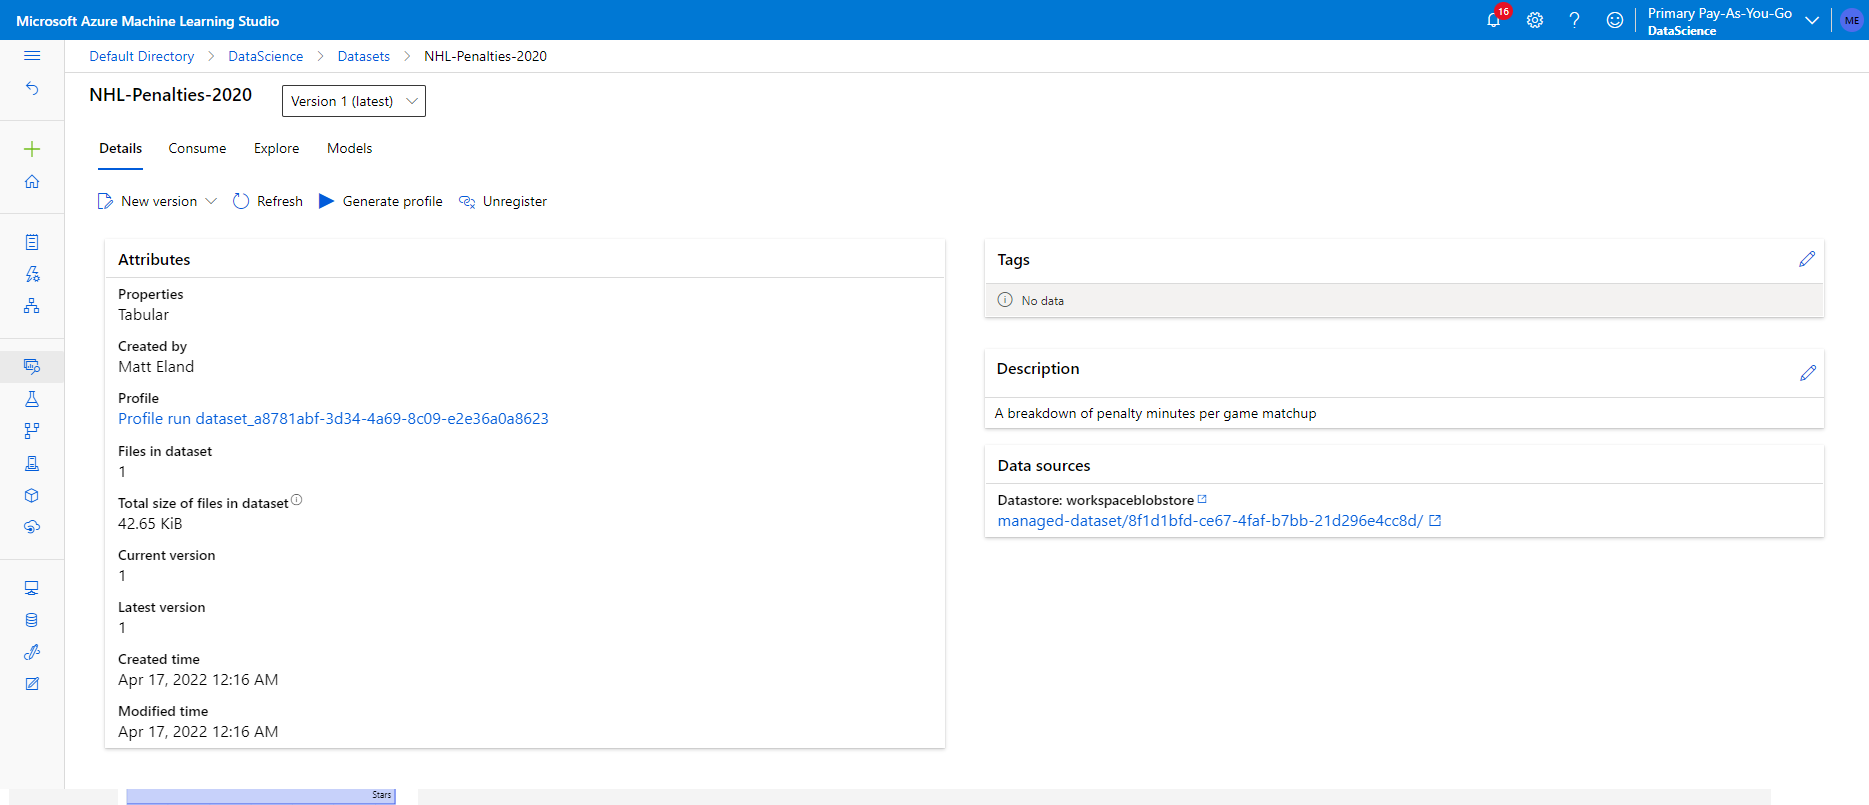 Microsoft Azure Machine Learning Studio
16
Primary Pay-As-You-Go
DataScience
ME
Default Directory > DataScience > Datasets > NHL-Penalties-2020
NHL-Penalties-2020
Version 1 (latest)
Details Consume Explore Models
New version Refresh Generate profile Unregister
Attributes
Properties
Tabular
Created by
Matt Eland
Profile
Profile run dataset_a8781abf-3d34-4a69-8c09-e2e36a0a8623
Files in dataset
1
Total size of files in dataset
42.65 KiB
Current version
1
Latest version
1
Created time
Apr 17, 2022 12:16 AM
Modified time
Apr 17, 2022 12:16 AM
Tags
No data
Description
A breakdown of penalty minutes per game matchup
Data sources
Datastore: workspaceblobstore
managed-dataset/8f1d1bfd-ce67-4faf-b7bb-21d296e4cc8d/
Stars